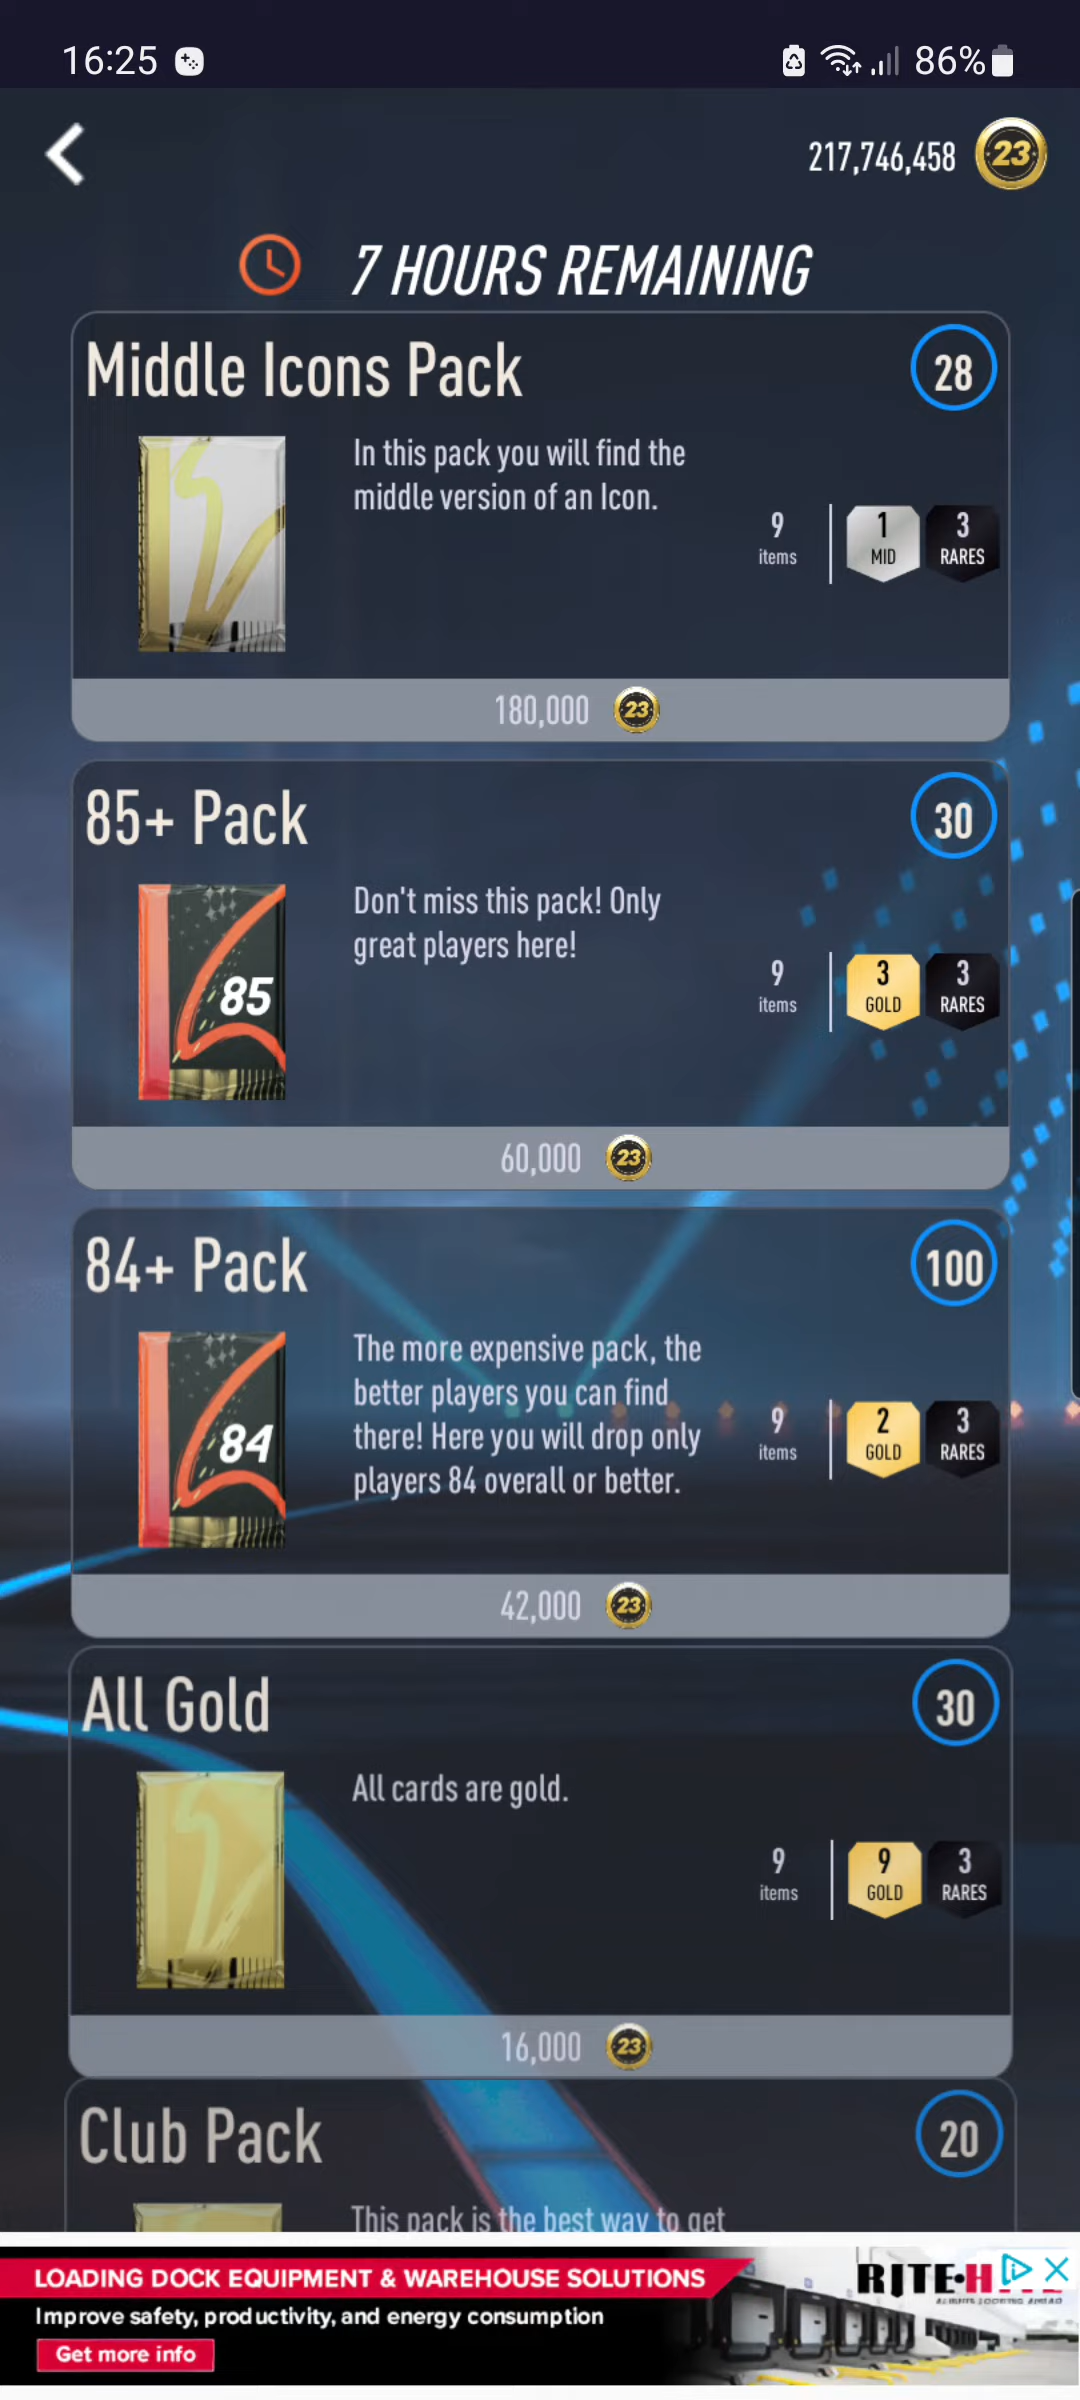 16:25
86%
217,746,458
23
7 HOURS REMAINING
Middle Icons Pack
28
In this pack you will find the
middle version of an Icon.
9
items
1
MID
3
RARES
180,000
23
85+ Pack
30
85
Don't miss this pack! Only
great players here!
9
items
3
GOLD
3
RARES
60,000
23
84+ Pack
100
84
The more expensive pack, the
better players you can find
there! Here you will drop only
players 84 overall or better.
9
items
2
GOLD
3
RARES
42,000
23
All Gold
30
All cards are gold.
9
items
9
GOLD
3
RARES
16,000
23
Club Pack
20
This pack is the best way to get
LOADING DOCK EQUIPMENT & WAREHOUSE SOLUTIONS
Improve safety, productivity, and energy consumption
Get more info